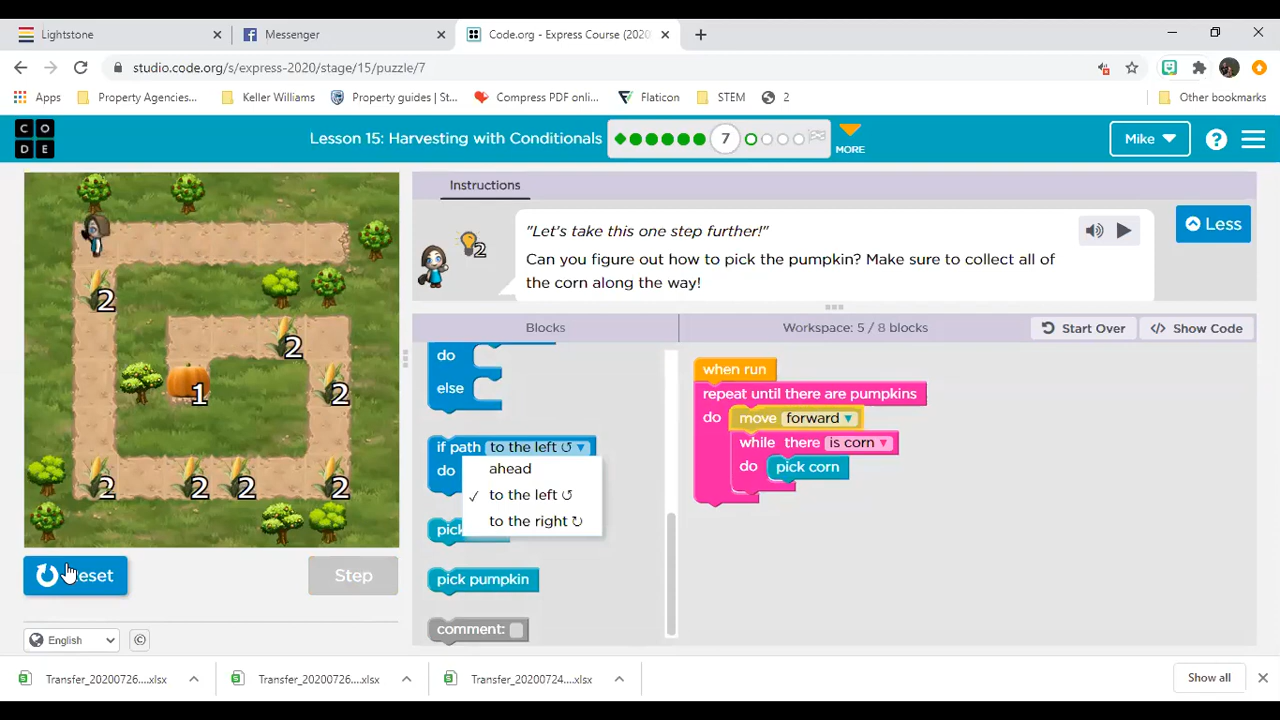 Lightstone
Messenger
Code.org - Express Course (2020
studio.code.org/s/express-2020/stage/15/puzzle/7
Apps
Property Agencies...
Keller Williams
Property guides | St...
Compress PDF onlin...
Flaticon
STEM
2
Other bookmarks
C O
D E
Lesson 15: Harvesting with Conditionals
7
MORE
Mike
?
Instructions
2
"Let's take this one step further!"
Can you figure out how to pick the pumpkin? Make sure to collect all of
the corn along the way!
Less
2
2
1
2
2
2
2
2
Blocks
Workspace: 5 / 8 blocks
Start Over
</> Show Code
do
else
if path to the left
do
ahead
✓ to the left
to the right
pick
pick pumpkin
comment:
when run
repeat until there are pumpkins
do move forward
while there is corn
do pick corn
Reset
Step
English
©
Transfer_20200726....xlsx
Transfer_20200726....xlsx
Transfer_20200724....xlsx
Show all